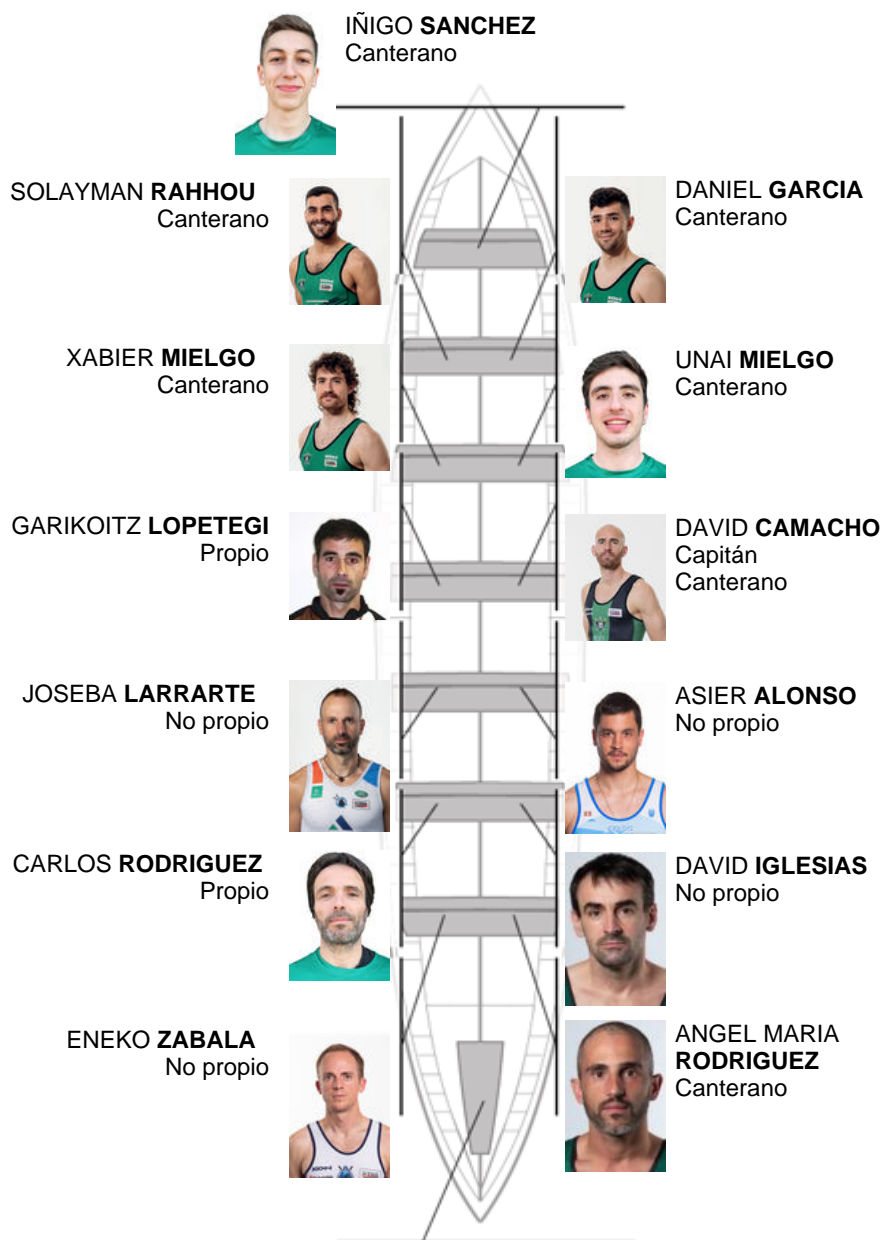 IÑIGO SANCHEZ
Canterano
SOLAYMAN RAHHOU
Canterano
DANIEL GARCIA
Canterano
XABIER MIELGO
Canterano
UNAI MIELGO
Canterano
GARIKOITZ LOPETEGI
Propio
DAVID CAMACHO
Capitán
Canterano
JOSEBA LARRARTE
No propio
ASIER ALONSO
No propio
CARLOS RODRIGUEZ
Propio
DAVID IGLESIAS
No propio
ENEKO ZABALA
No propio
ANGEL MARIA
RODRIGUEZ
Canterano